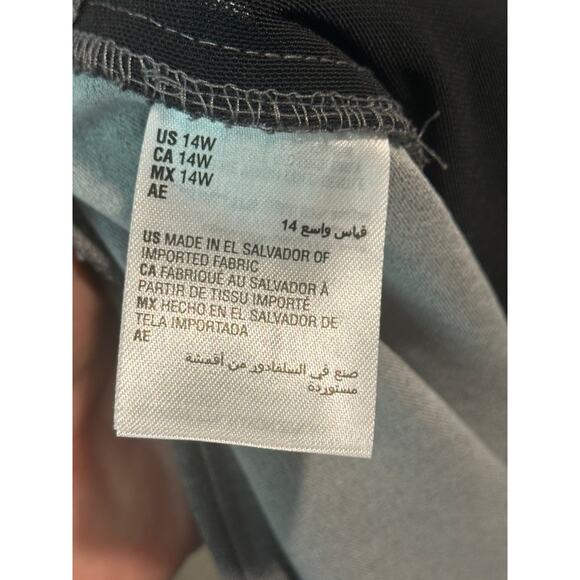 US 14W
CA 14W
MX 14W
AE
قياس واسع 14
US MADE IN EL SALVADOR OF
IMPORTED FABRIC
CA FABRIQUÉ AU SALVADOR À
PARTIR DE TISSU IMPORTÉ
MX HECHO EN EL SALVADOR DE
TELA IMPORTADA
AE
صنع في السلفادور من أقمشة
مستوردة